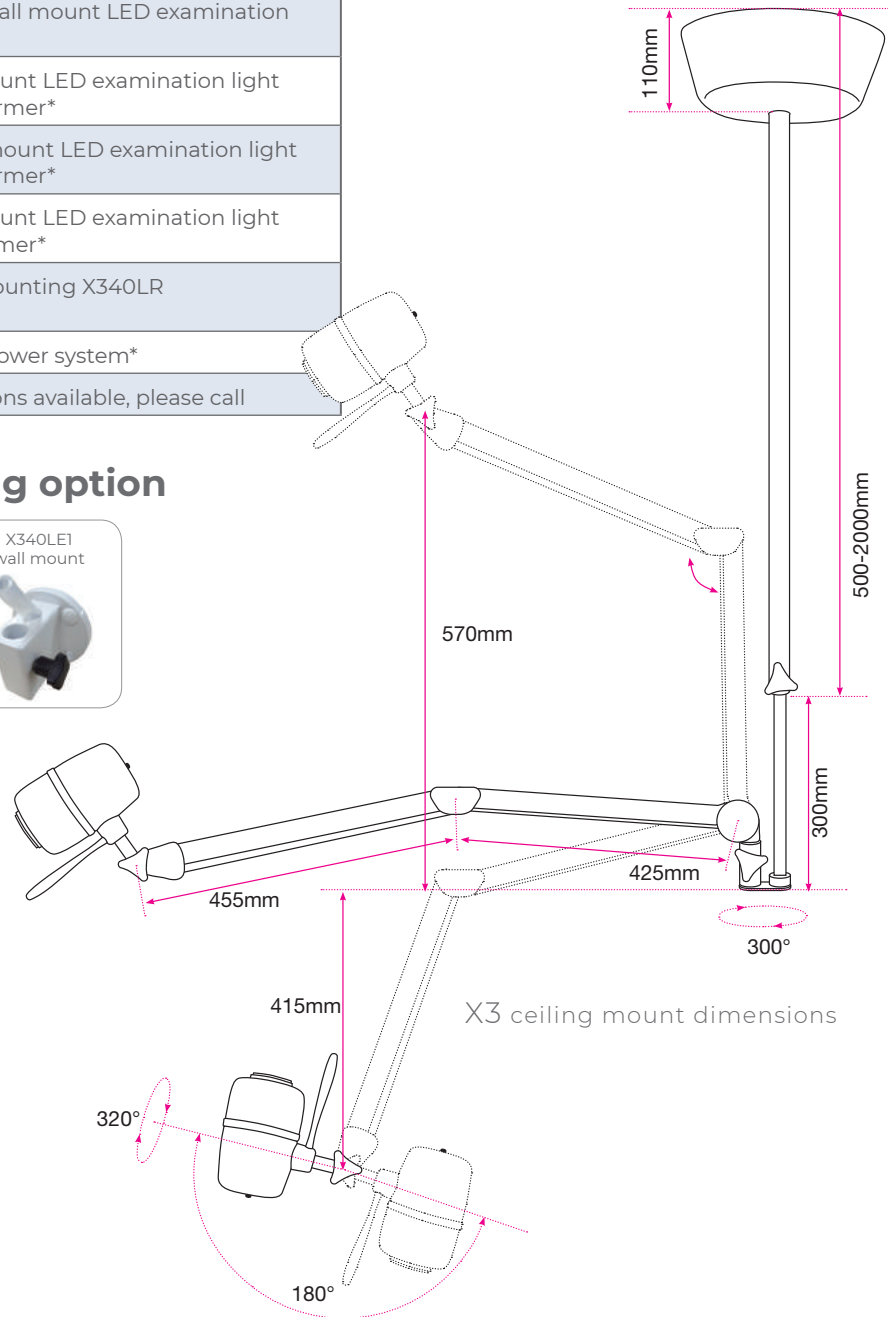 all mount LED examination
unt LED examination light
rmer*
mount LED examination light
rmer*
unt LED examination light
mer*
ounting X340LR
ower system*
ons available, please call
g option
X340LE1
wall mount
110mm
500-2000mm
570mm
300mm
425mm
455mm
300°
415mm
X3 ceiling mount dimensions
320°
180°